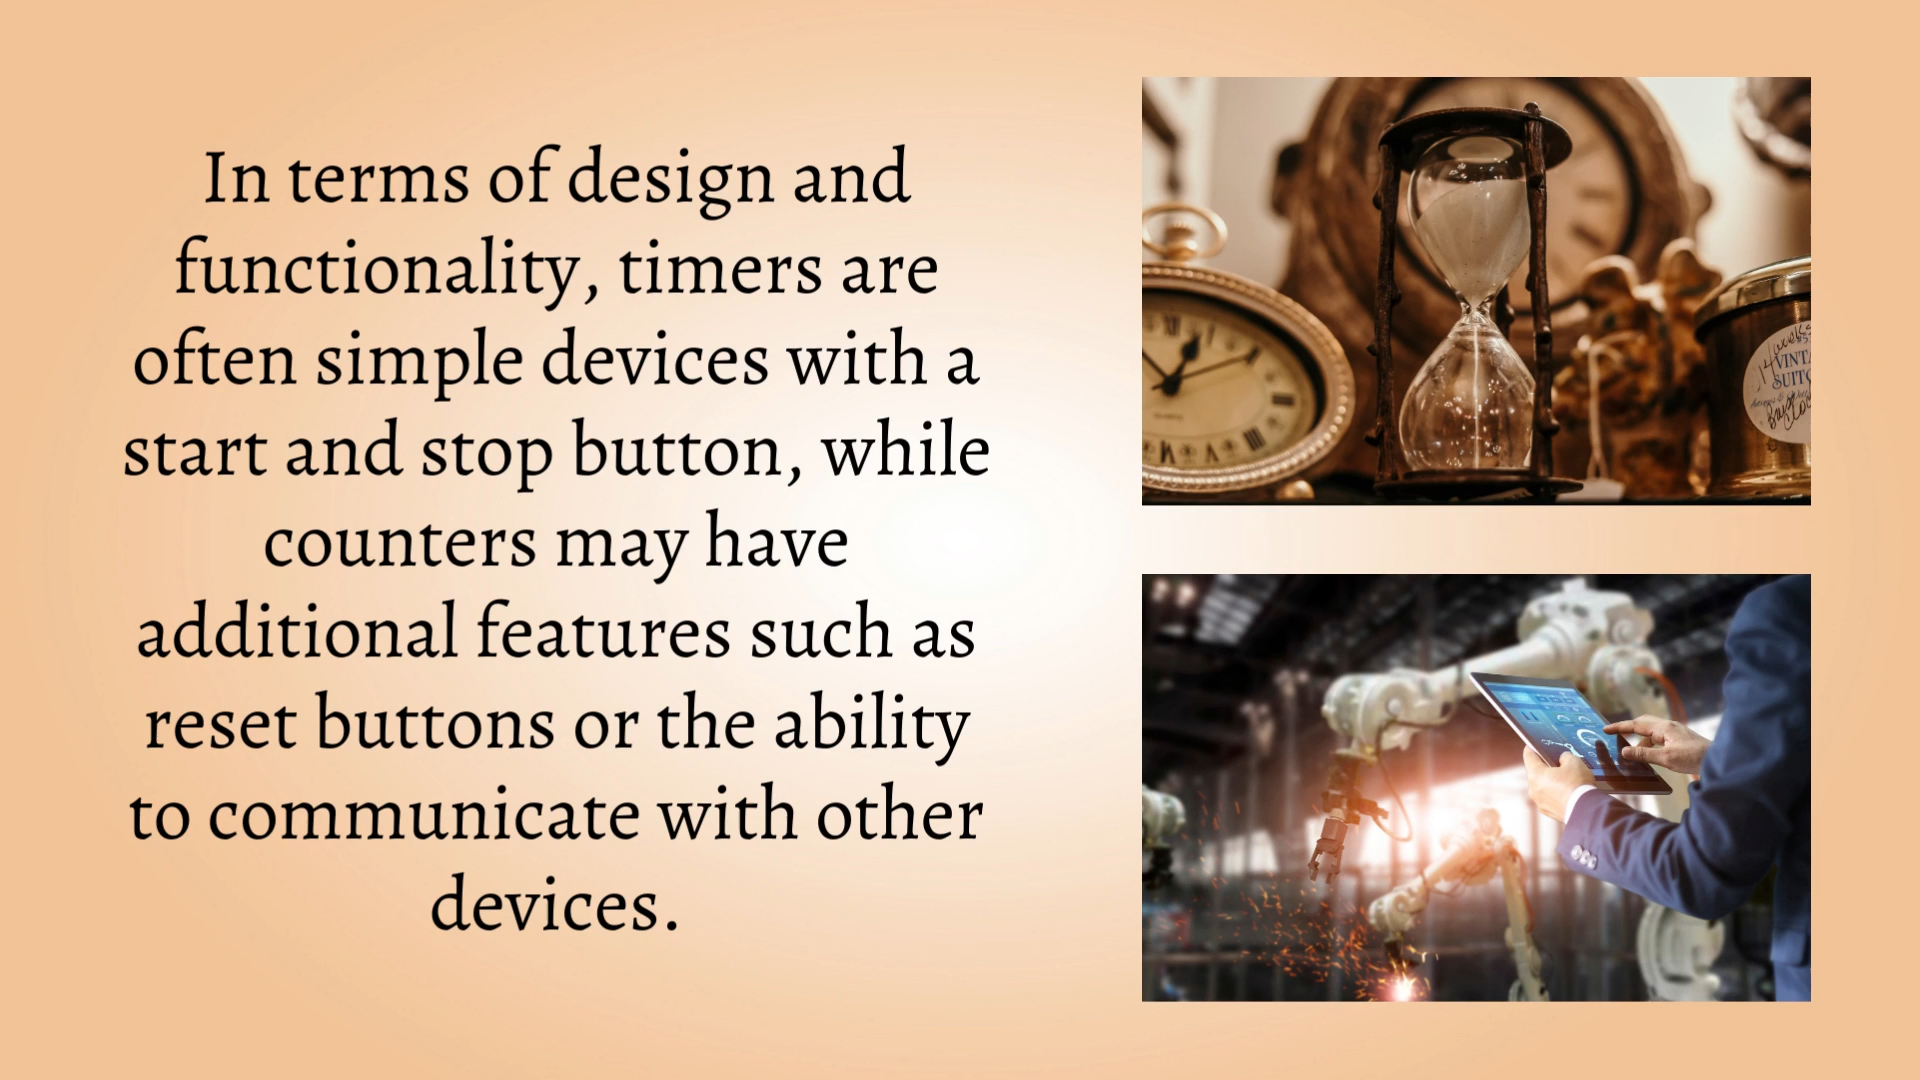 In terms of design and
functionality, timers are
often simple devices with a
start and stop button, while
counters may have
additional features such as
reset buttons or the ability
to communicate with other
devices.